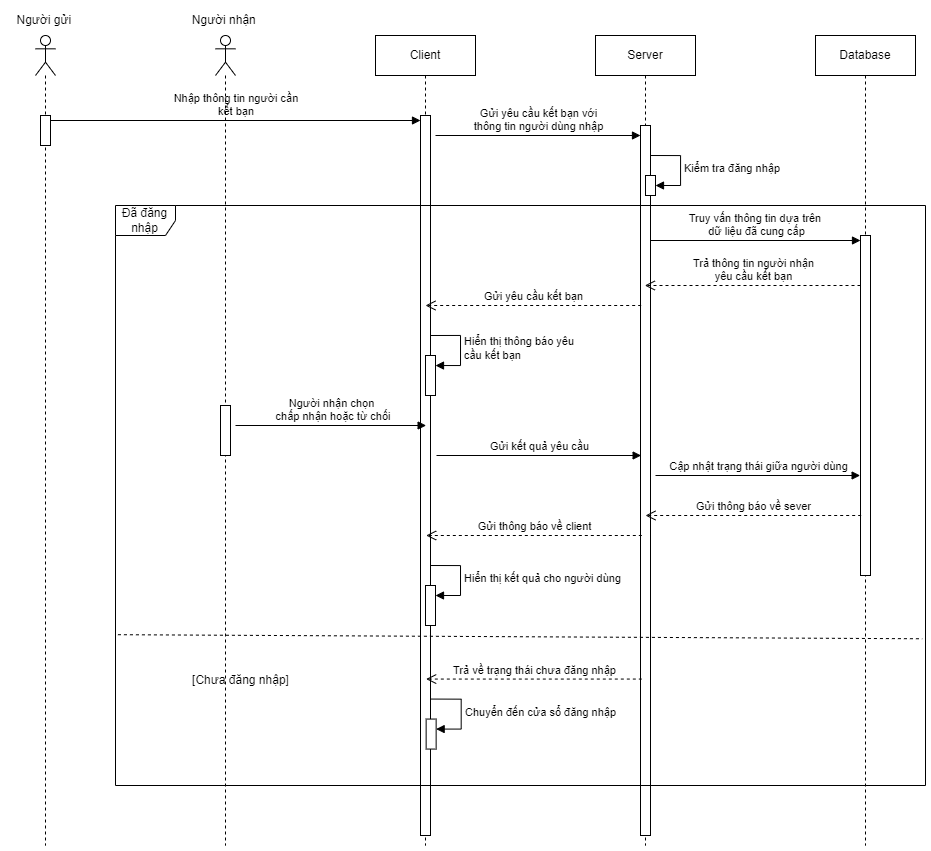 Người gửi
Người nhận
Client
Server
Database
Nhập thông tin người cần
kết bạn
Gửi yêu cầu kết bạn với
thông tin người dùng nhập
Kiểm tra đăng nhập
Đã đăng
nhập
Truy vấn thông tin dựa trên
dữ liệu đã cung cấp
Trả thông tin người nhận
yêu cầu kết bạn
Gửi yêu cầu kết bạn
Hiển thị thông báo yêu
cầu kết bạn
Người nhận chọn
chấp nhận hoặc từ chối
Gửi kết quả yêu cầu
Cập nhật trạng thái giữa người dùng
Gửi thông báo về sever
Gửi thông báo về client
Hiển thị kết quả cho người dùng
[Chưa đăng nhập]
Trả về trạng thái chưa đăng nhập
Chuyển đến cửa sổ đăng nhập